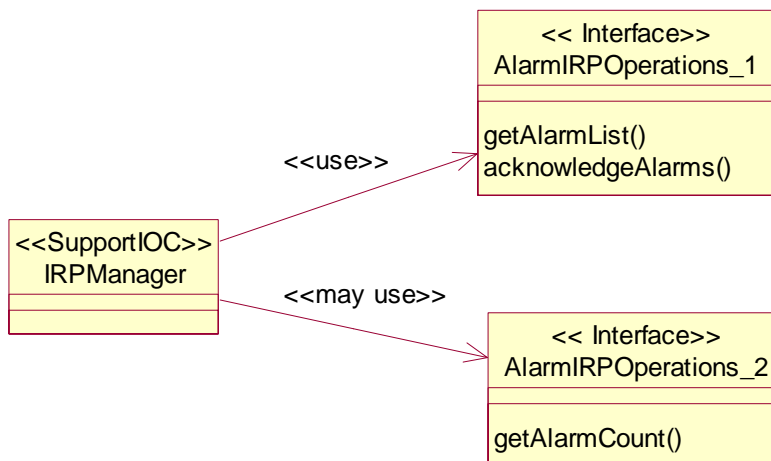 << Interface>>
AlarmIRPOperations_1
getAlarmList()
acknowledgeAlarms()
<<use>>
<<SupportIOC>>
IRPManager
<<may use>>
<< Interface>>
AlarmIRPOperations_2
getAlarmCount()